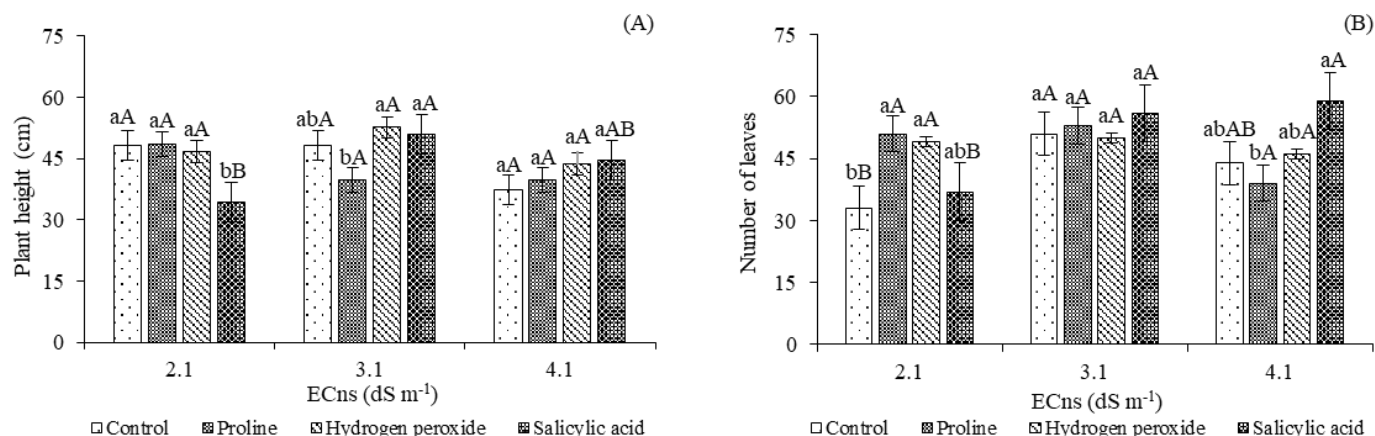 (A)
75
60
45
30
15
0
Plant height (cm)
aA aA aA bB
abA bA aA aA
aA aA aA aAB
2.1 3.1 4.1
ECns (dS m-1)
Control Proline Hydrogen peroxide Salicylic acid
(B)
75
60
45
30
15
0
Number of leaves
bB aA aA abB
aA aA aA aA
abAB bA abA aA
2.1 3.1 4.1
ECns (dS m-1)
Control Proline Hydrogen peroxide Salicylic acid